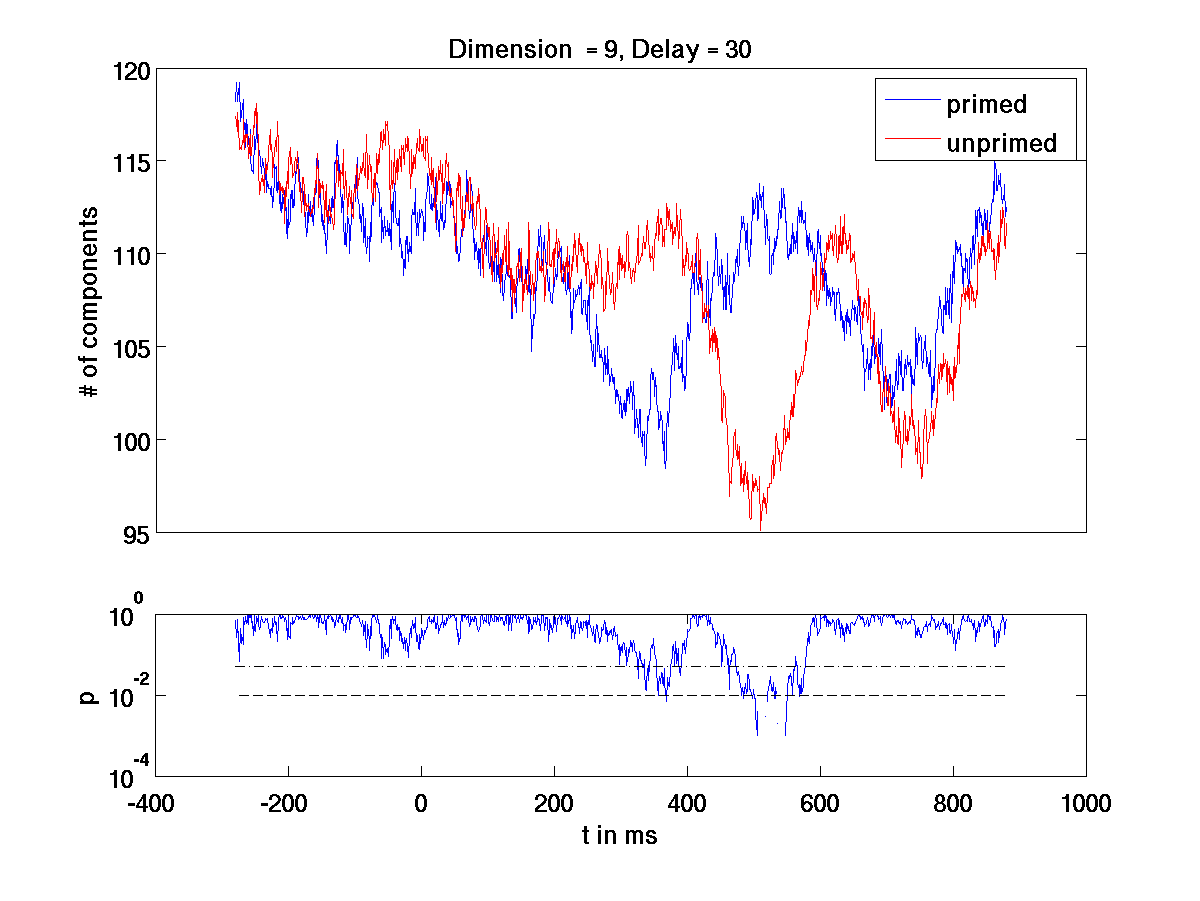 Dimension = 9, Delay = 30
120
115
110
105
100
95
# of components
primed
unprimed
10^0
10^-2
10^-4
p
-400 -200 0 200 400 600 800 1000
t in ms